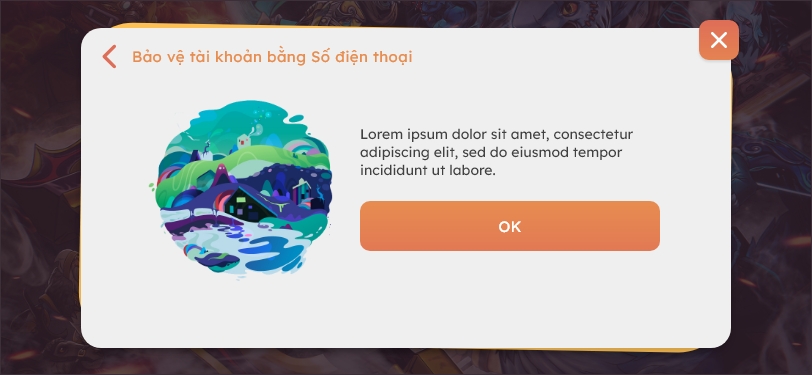 Bảo vệ tài khoản bằng Số điện thoại
Lorem ipsum dolor sit amet, consectetur
adipiscing elit, sed do eiusmod tempor
incididunt ut labore.
OK